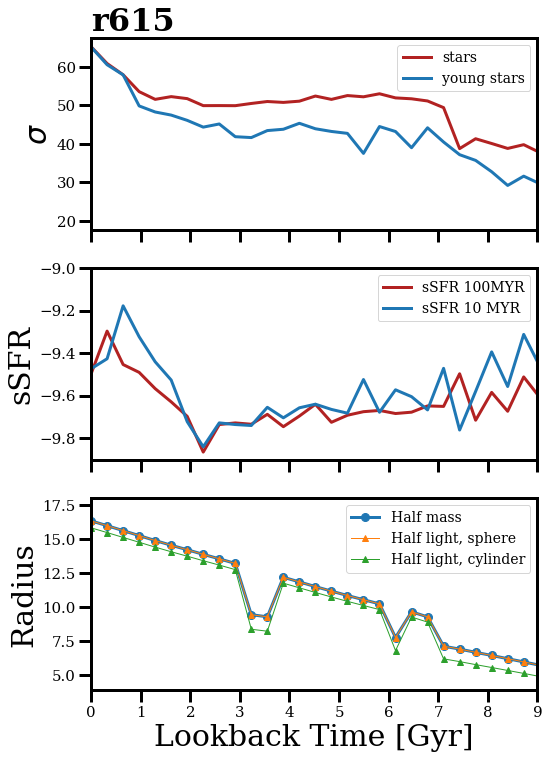 r615
60
50
40
30
20
σ
stars
young stars
−9.0
−9.2
−9.4
−9.6
−9.8
sSFR
sSFR 100MYR
sSFR 10 MYR
17.5
15.0
12.5
10.0
7.5
5.0
Radius
Half mass
Half light, sphere
Half light, cylinder
0 1 2 3 4 5 6 7 8 9
Lookback Time [Gyr]